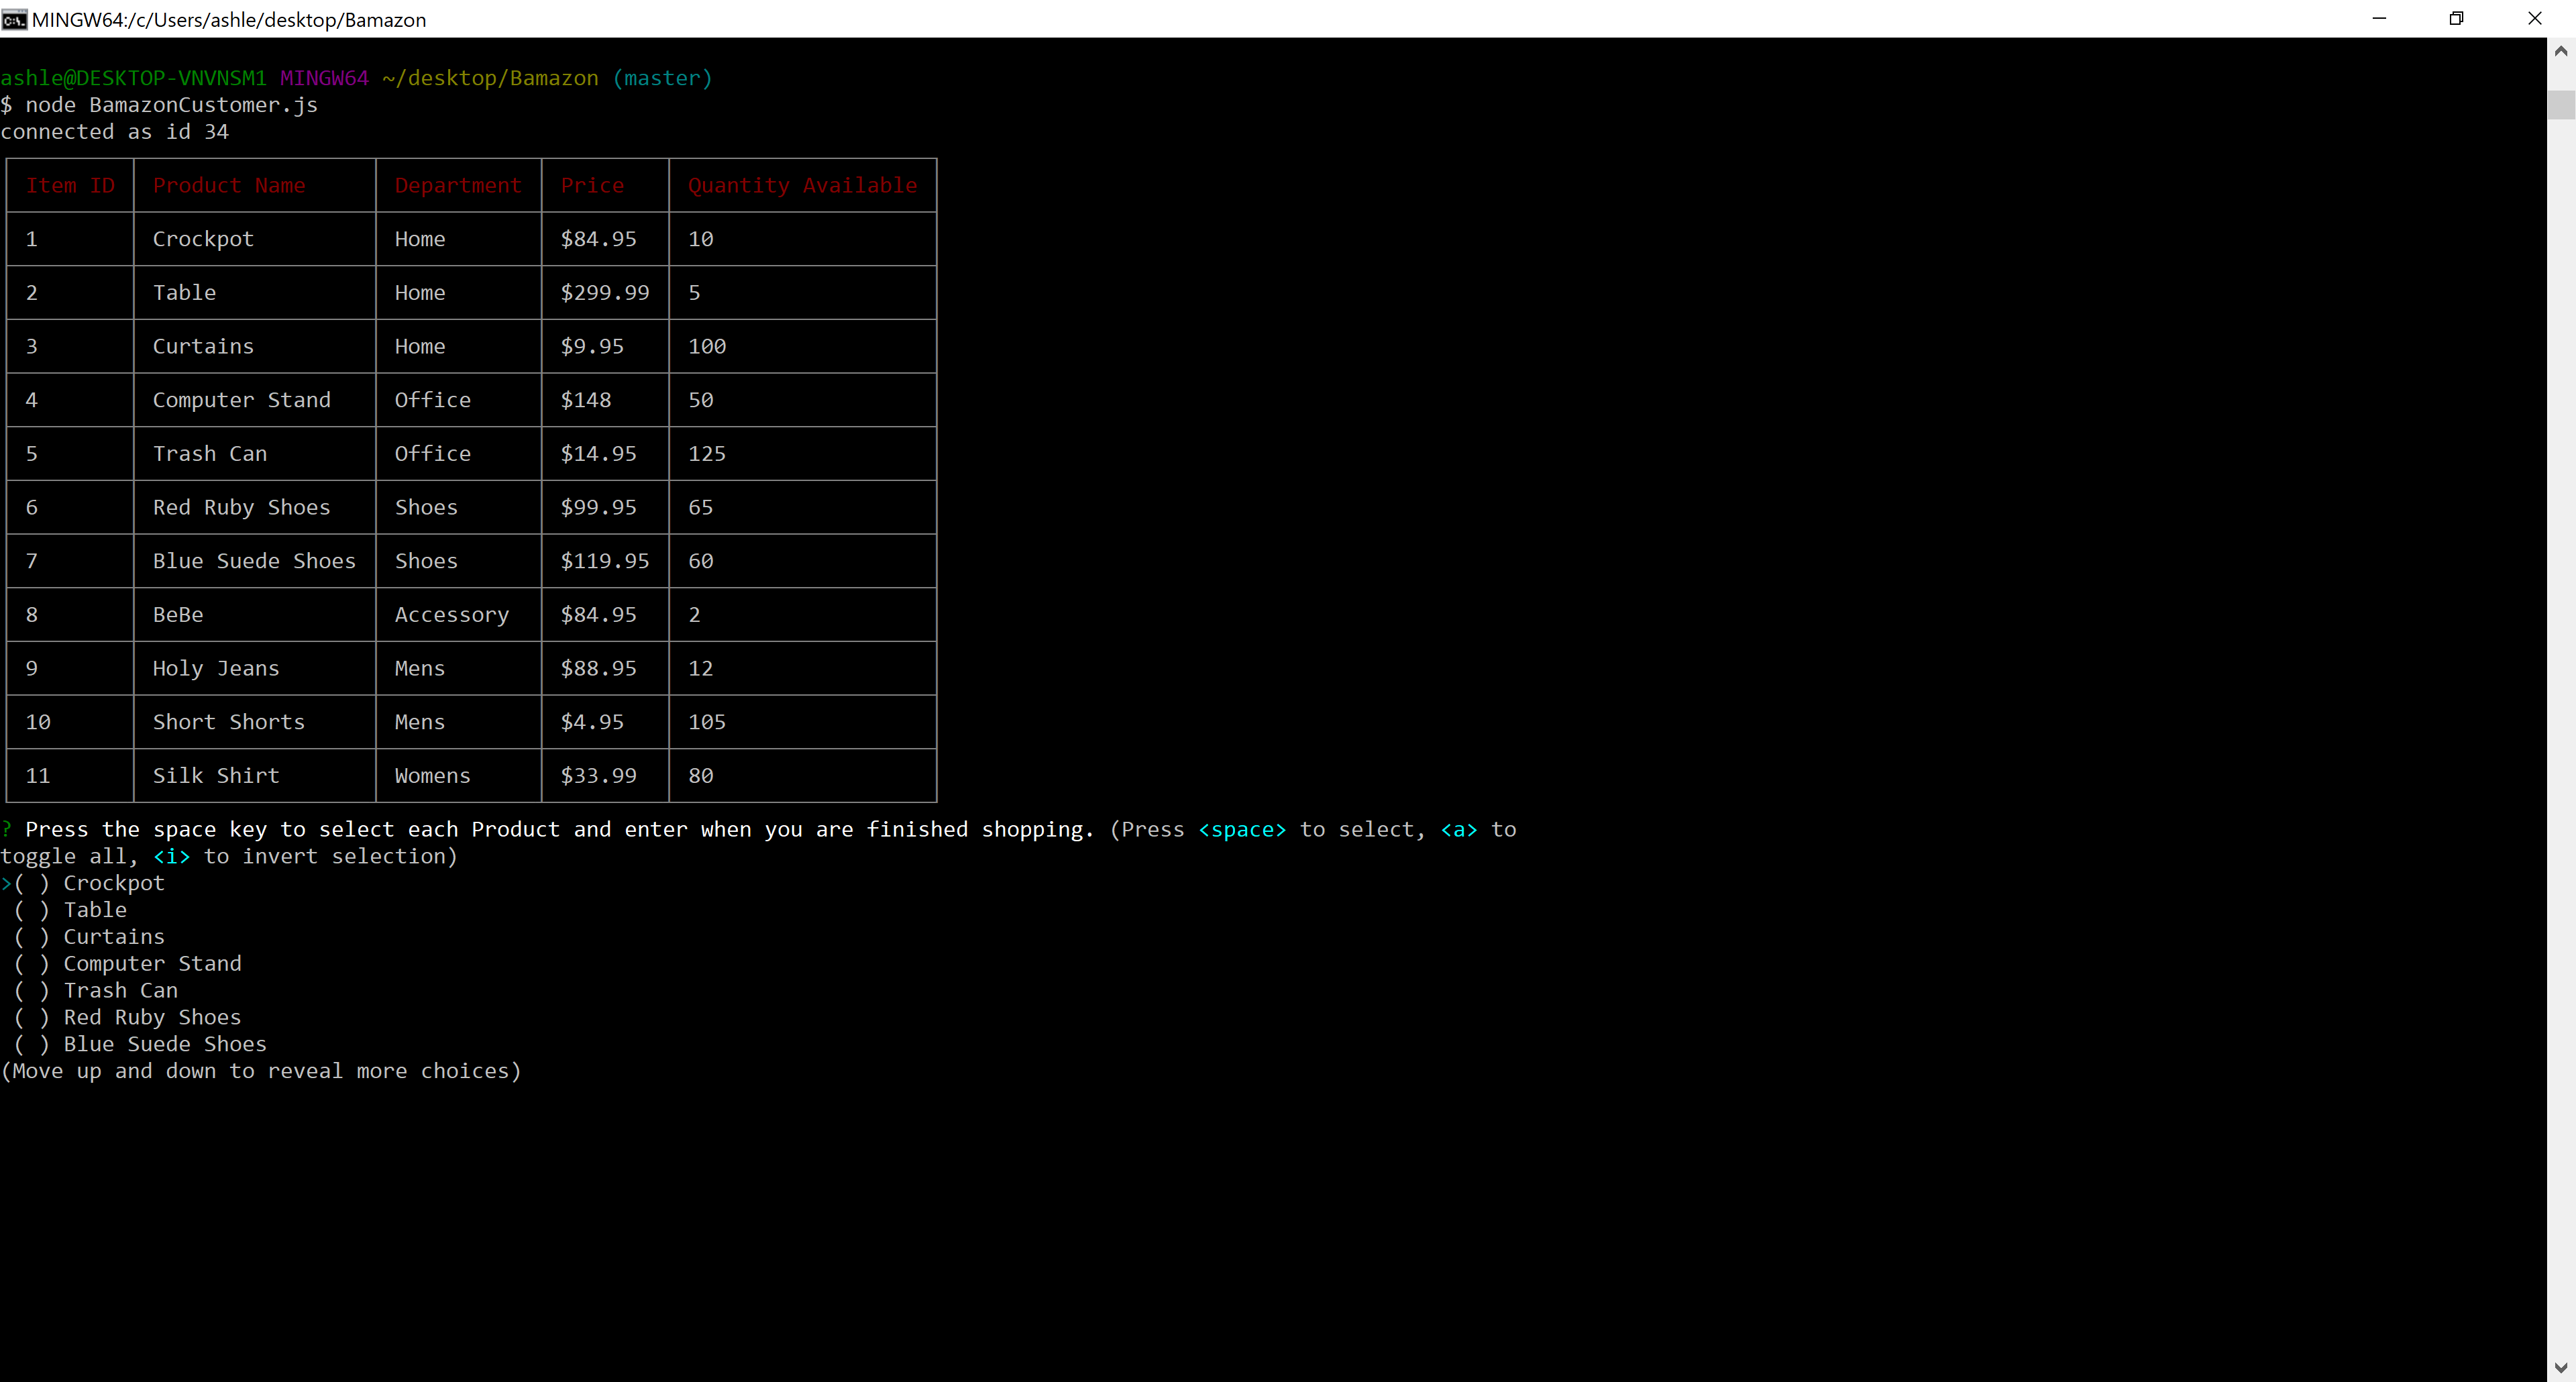 MINGW64:/c/Users/ashle/desktop/Bamazon
ashle@DESKTOP-VNVNSM1 MINGW64 ~/desktop/Bamazon (master)
$ node BamazonCustomer.js
connected as id 34
Item ID Product Name Department Price Quantity Available
1 Crockpot Home $84.95 10
2 Table Home $299.99 5
3 Curtains Home $9.95 100
4 Computer Stand Office $148 50
5 Trash Can Office $14.95 125
6 Red Ruby Shoes Shoes $99.95 65
7 Blue Suede Shoes Shoes $119.95 60
8 BeBe Accessory $84.95 2
9 Holy Jeans Mens $88.95 12
10 Short Shorts Mens $4.95 105
11 Silk Shirt Womens $33.99 80
? Press the space key to select each Product and enter when you are finished shopping. (Press <space> to select, <a> to
toggle all, <i> to invert selection)
>( ) Crockpot
( ) Table
( ) Curtains
( ) Computer Stand
( ) Trash Can
( ) Red Ruby Shoes
( ) Blue Suede Shoes
(Move up and down to reveal more choices)